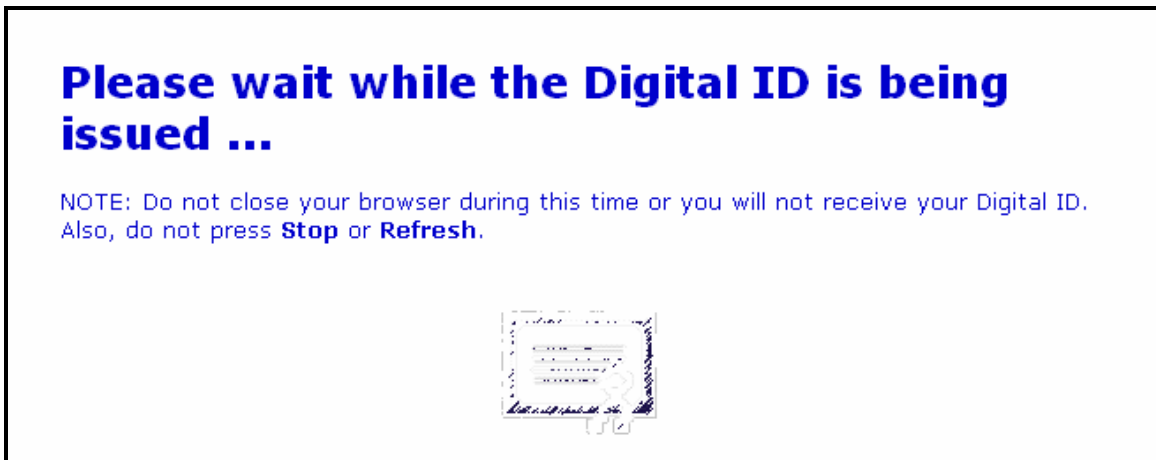 Please wait while the Digital ID is being
issued ...
NOTE: Do not close your browser during this time or you will not receive your Digital ID.
Also, do not press Stop or Refresh.